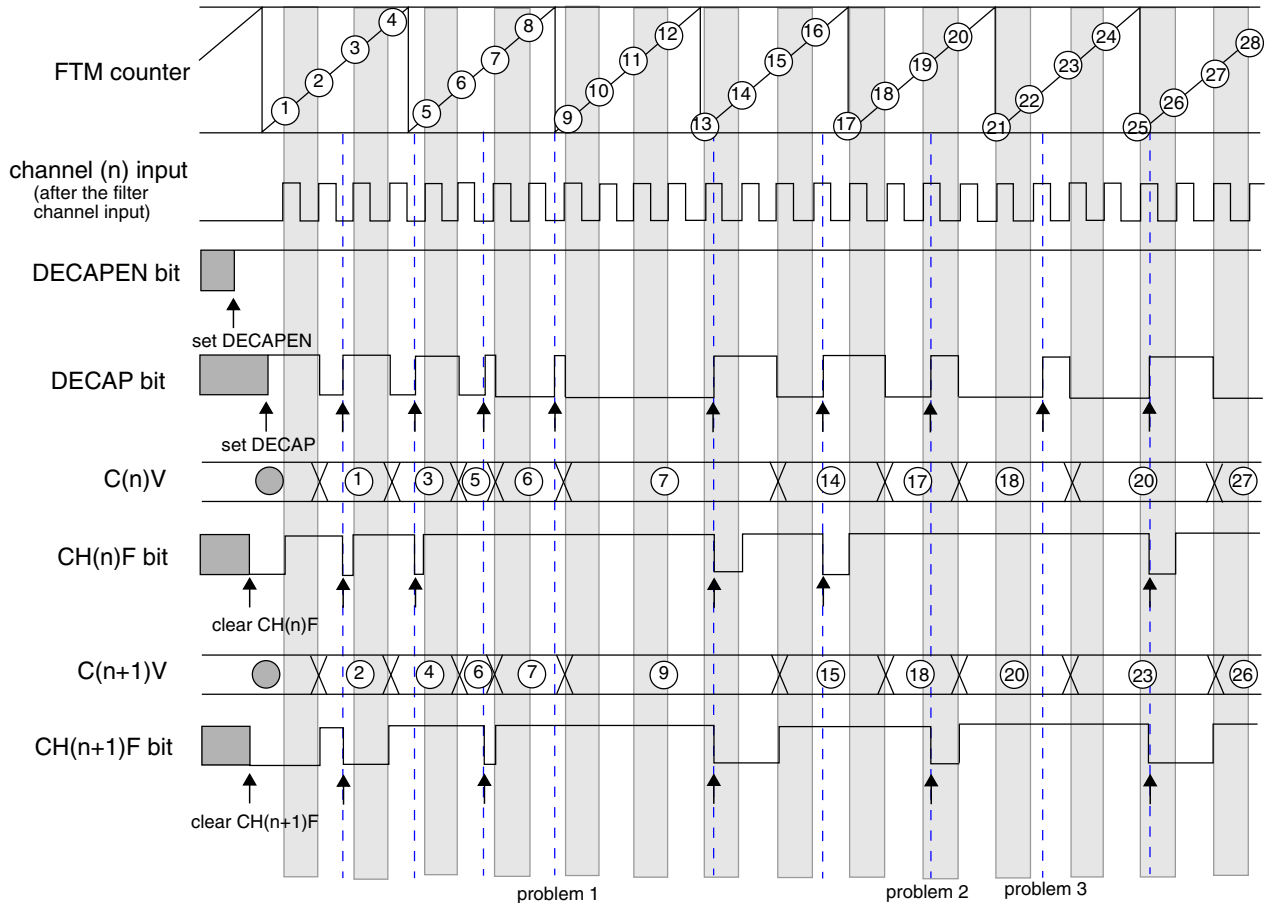 4
8
12
16
20
24
28
3
7
11
15
19
23
27
FTM counter
2
6
10
14
18
22
26
1
5
9
13
17
21
25
channel (n) input
(after the filter
channel input)
DECAPEN bit
set DECAPEN
DECAP bit
set DECAP
C(n)V
1
3
5
6
7
14
17
18
20
27
CH(n)F bit
clear CH(n)F
C(n+1)V
2
4
6
7
9
15
18
20
23
26
CH(n+1)F bit
clear CH(n+1)F
problem 1
problem 2
problem 3